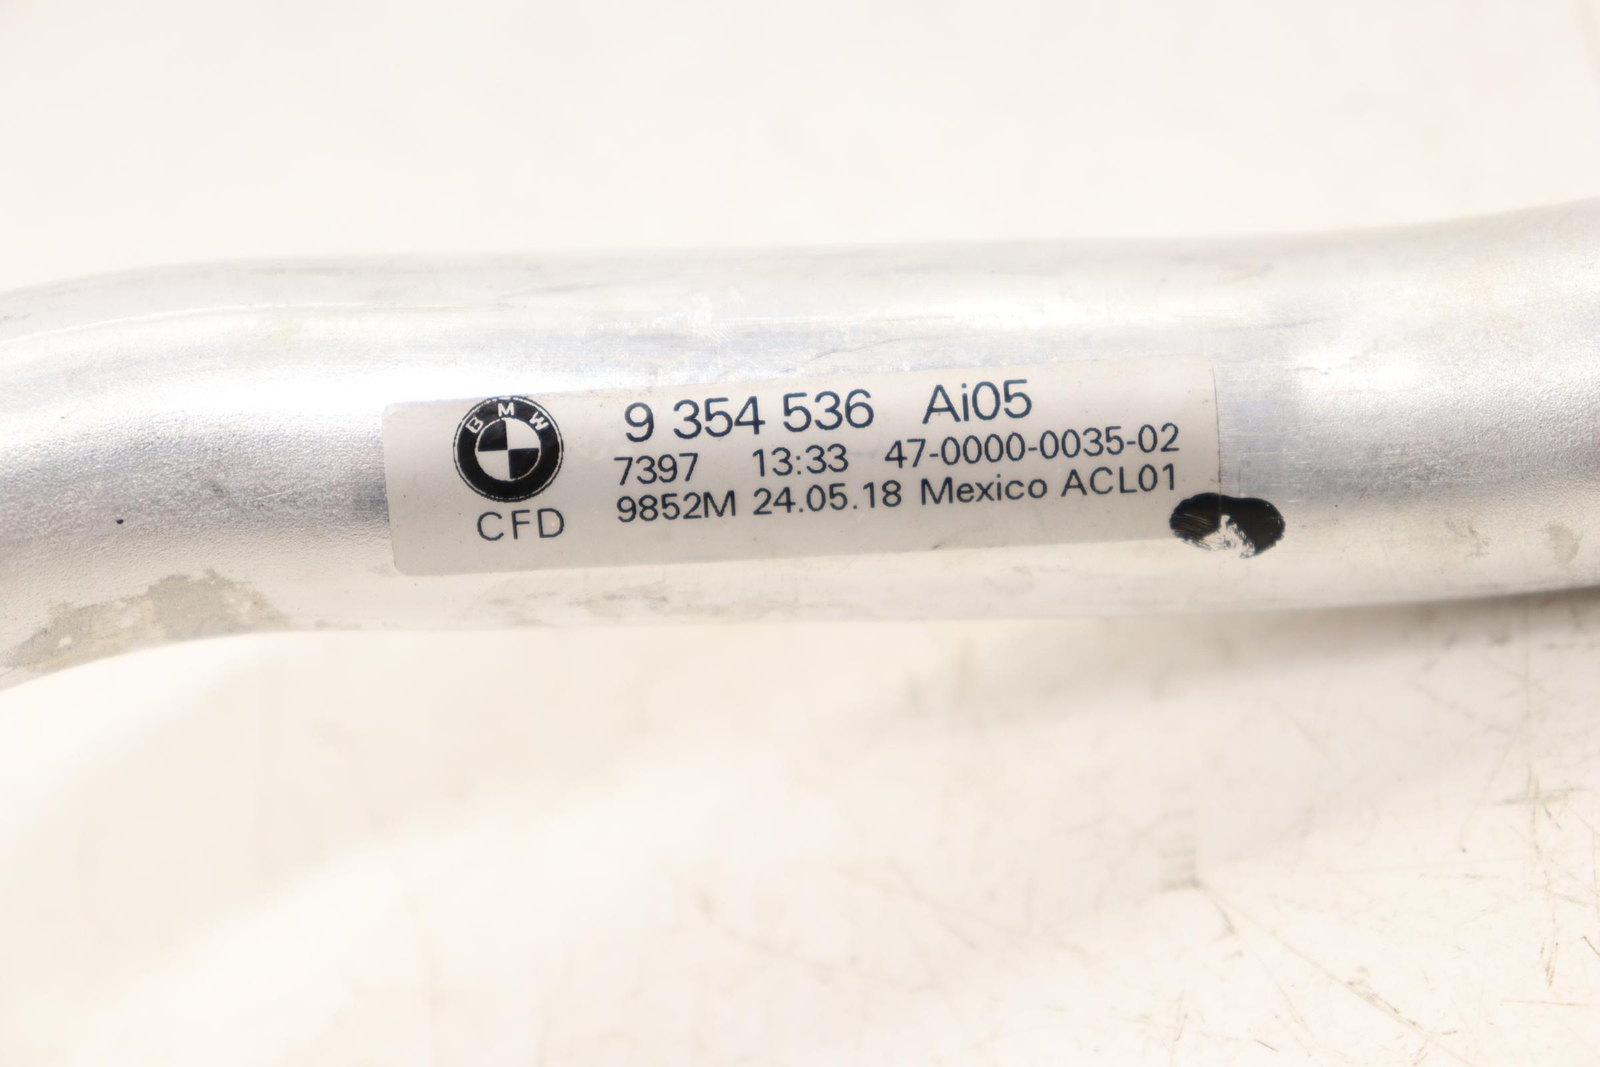 BMW
9 354 536 Ai05
7397 13:33 47-0000-0035-02
9852M 24.05.18 Mexico ACL01
CFD